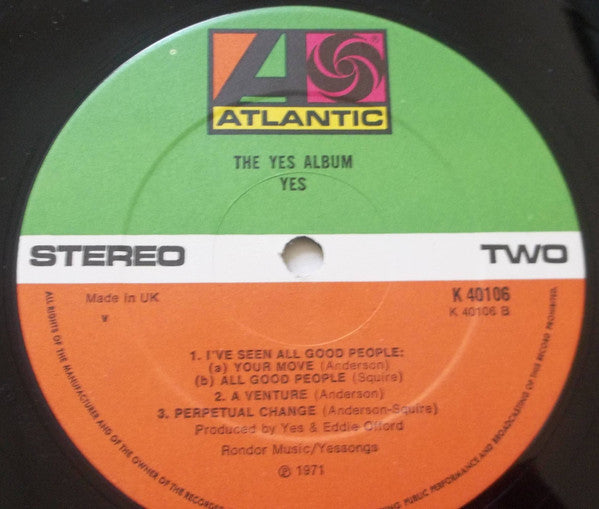 ATLANTIC
®
THE YES ALBUM
YES
STEREO
TWO
Made in UK
K 40106
K 40106 B
1. I'VE SEEN ALL GOOD PEOPLE:
(a) YOUR MOVE (Anderson)
(b) ALL GOOD PEOPLE (Squire)
2. A VENTURE (Anderson)
3. PERPETUAL CHANGE (Anderson-Squire)
Produced by Yes & Eddie Offord
Rondor Music/Yessongs
℗ 1971
ALL RIGHTS OF THE MANUFACTURER AND OF THE OWNER OF THE RECORDED
PUBLIC PERFORMANCE AND BROADCASTING OF THIS RECORD PROHIBITED.